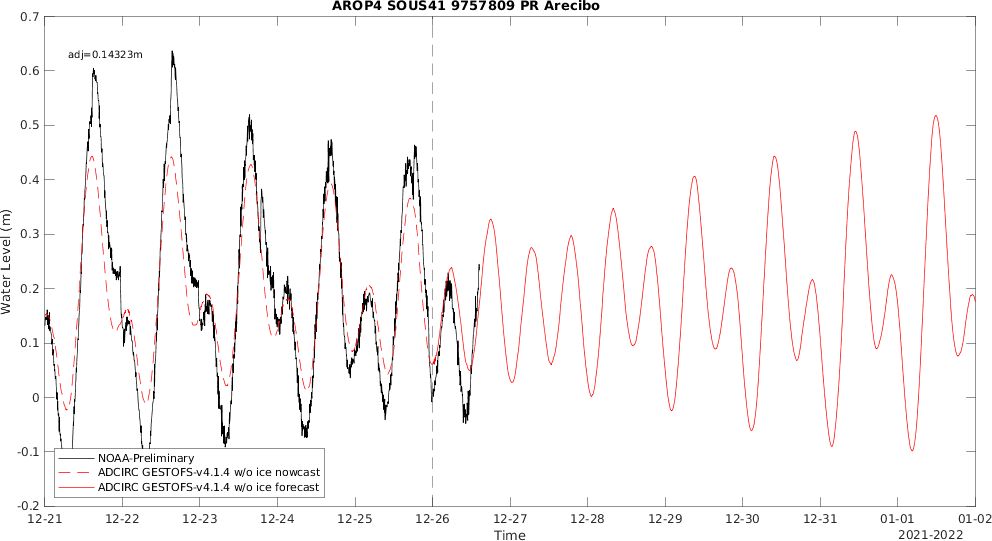 AROP4 SOUS41 9757809 PR Arecibo
adj=0.14323m
Water Level (m)
0.7
0.6
0.5
0.4
0.3
0.2
0.1
0
-0.1
-0.2
NOAA-Preliminary
ADCIRC GESTOFS-v4.1.4 w/o ice nowcast
ADCIRC GESTOFS-v4.1.4 w/o ice forecast
12-21 12-22 12-23 12-24 12-25 12-26 12-27 12-28 12-29 12-30 12-31 01-01 01-02
Time
2021-2022